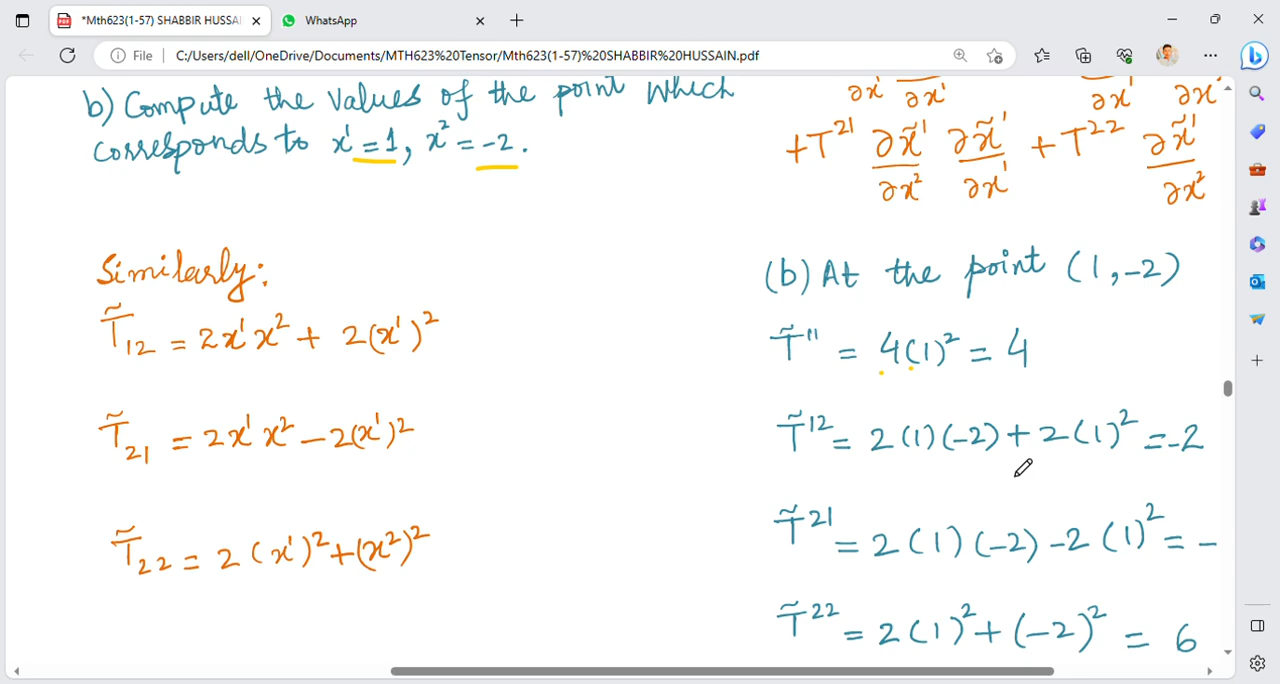 *Mth623(1-57) SHABBIR HUSSAI
WhatsApp
File
C:/Users/dell/OneDrive/Documents/MTH623%20Tensor/Mth623(1-57)%20SHABBIR%20HUSSAIN.pdf
b) Compute the values of the point which
corresponds to x¹ = 1, x² = -2.
∂x¹ ∂x¹ ∂x¹ ∂x¹
+T²¹ ∂x̃¹/∂x² ∂x̃¹/∂x¹ + T²² ∂x̃¹/∂x²
Similarly:
T̃₁₂ = 2x¹x² + 2(x¹)²
T̃₂₁ = 2x¹x² - 2(x¹)²
T̃₂₂ = 2(x¹)² + (x²)²
(b) At the point (1,-2)
T̃¹¹ = 4(1)² = 4
T̃¹² = 2(1)(-2) + 2(1)² = -2
T̃²¹ = 2(1)(-2) - 2(1)² = -
T̃²² = 2(1)² + (-2)² = 6